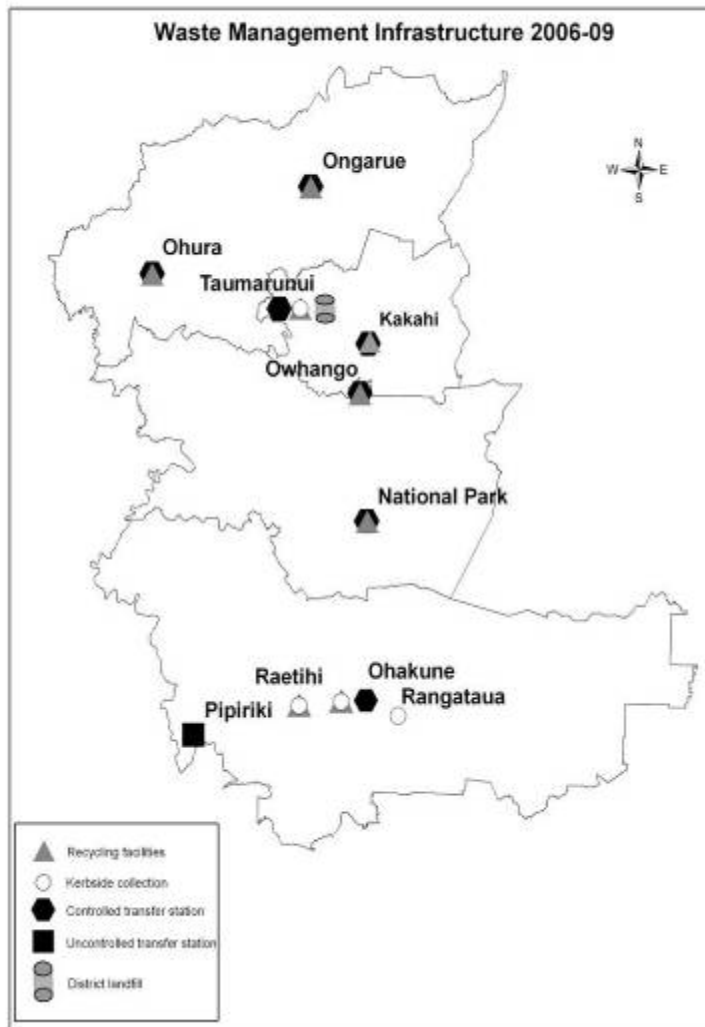 Waste Management Infrastructure 2006-09
N
W E
S
Ongarue
Ohura
Taumarunui
Kakahi
Owhango
National Park
Ohakune
Raetihi
Rangataua
Pipiriki
Recycling facilities
Kerbside collection
Controlled transfer station
Uncontrolled transfer station
District landfill